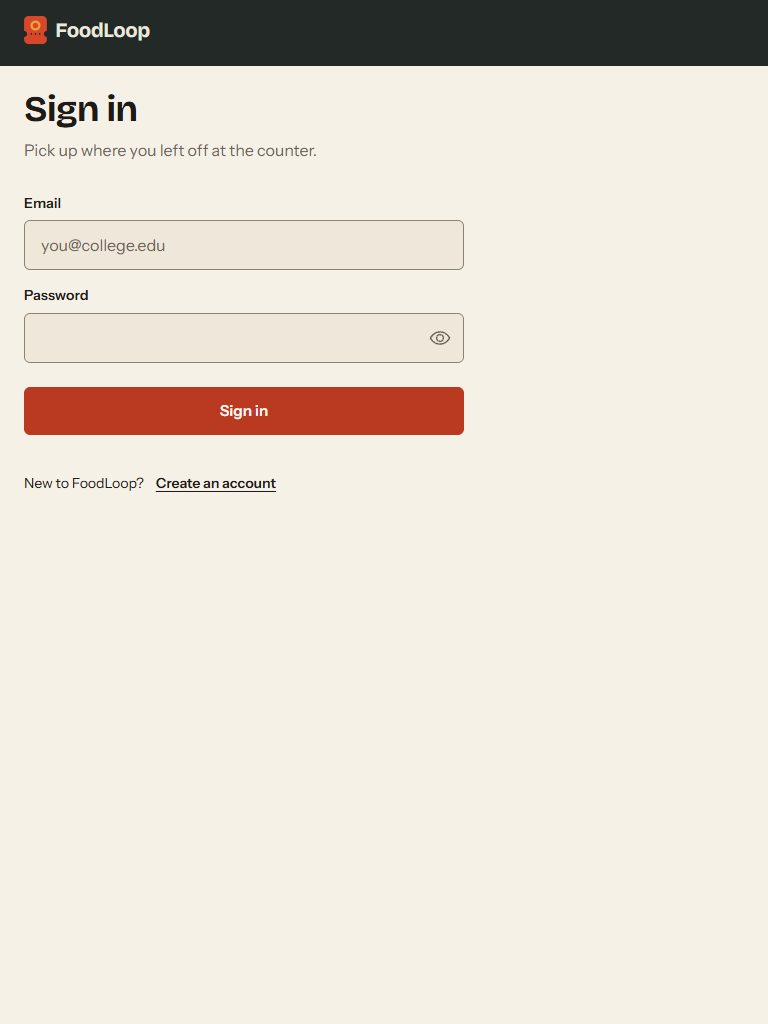 FoodLoop
Sign in
Pick up where you left off at the counter.
Email
you@college.edu
Password
Sign in
New to FoodLoop? Create an account